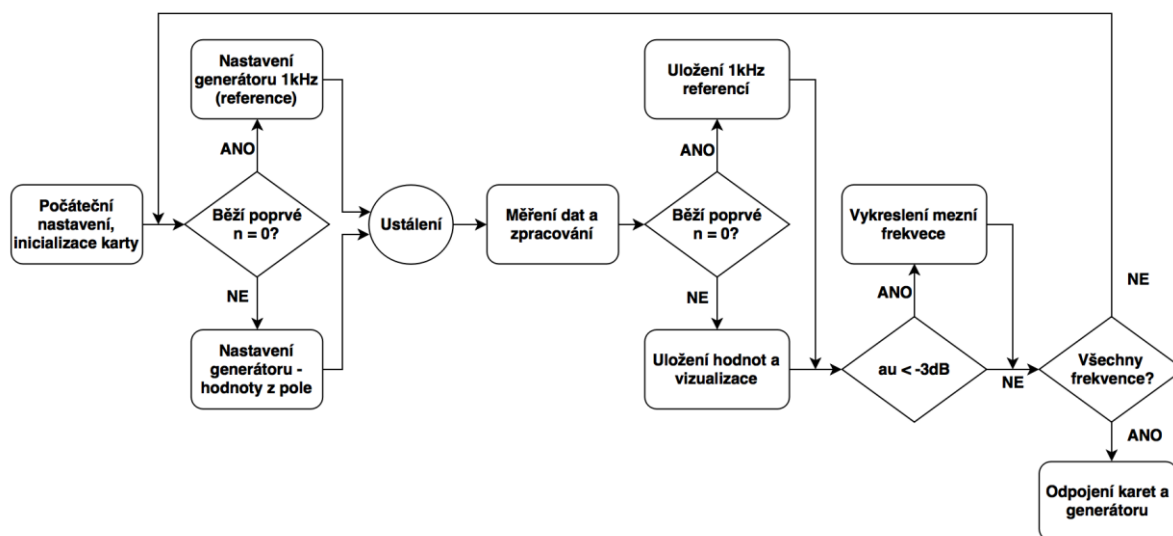 Počáteční
nastavení,
inicializace karty
Běží poprvé
n = 0?
ANO
Nastavení
generátoru 1kHz
(reference)
NE
Nastavení
generátoru -
hodnoty z pole
Ustálení
Měření dat a
zpracování
Běží poprvé
n = 0?
ANO
Uložení 1kHz
referencí
NE
Uložení hodnot a
vizualizace
au < -3dB
ANO
Vykreslení mezní
frekvece
NE
Všechny
frekvence?
NE
ANO
Odpojení karet a
generátoru